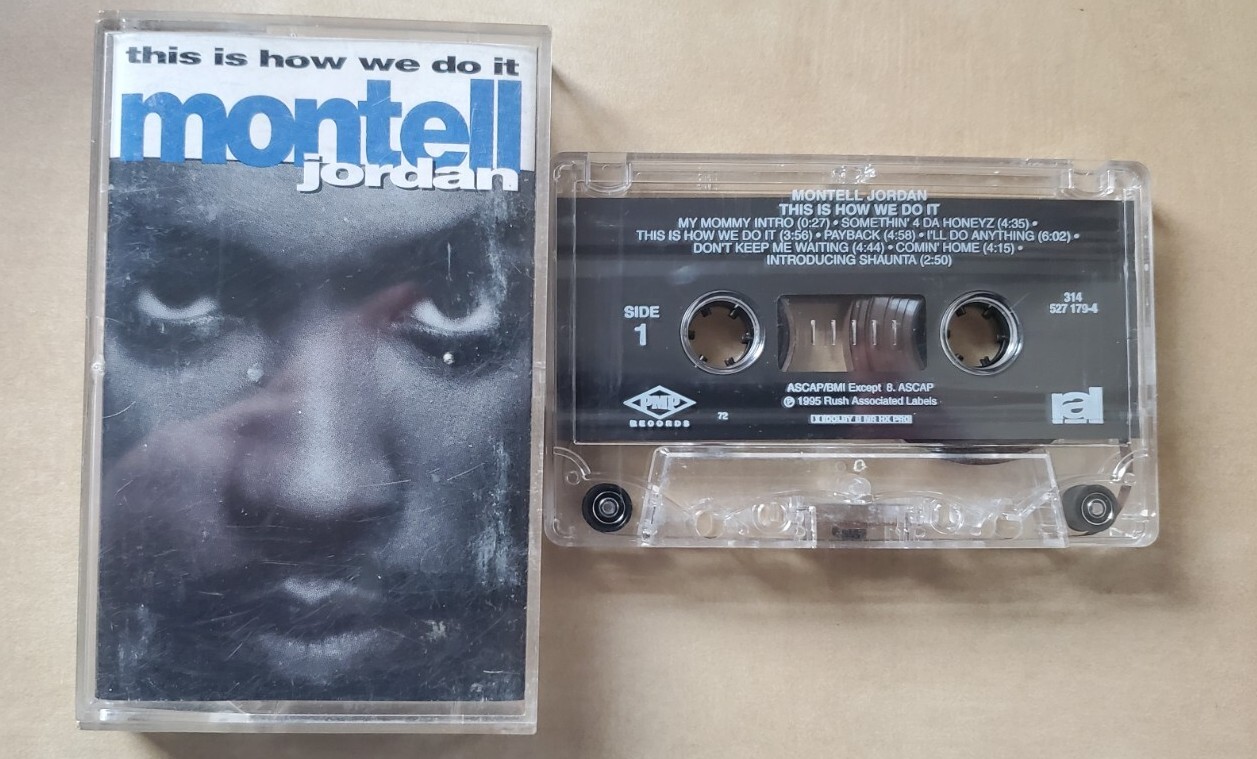 this is how we do it
montell
jordan
MONTELL JORDAN
THIS IS HOW WE DO IT
MY MOMMY INTRO (0:27) • SOMETHIN' 4 DA HONEYZ (4:35) •
THIS IS HOW WE DO IT (3:56) • PAYBACK (4:58) • I'LL DO ANYTHING (6:02) •
DON'T KEEP ME WAITING (4:44) • COMIN' HOME (4:15) •
INTRODUCING SHAUNTA (2:50)
SIDE
1
314
527 179-4
ASCAP/BMI Except 8. ASCAP
℗ 1995 Rush Associated Labels
PMP
RECORDS
72
DOLBY B NR HX PRO
ral